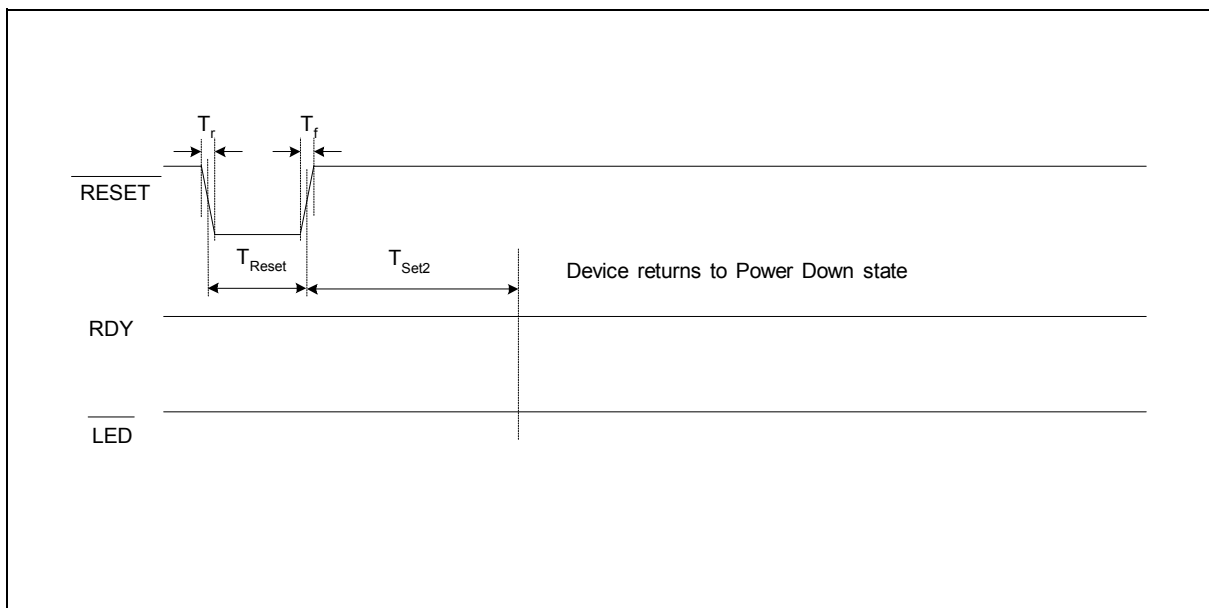 Tr
Tf
RESET
TReset
TSet2
Device returns to Power Down state
RDY
LED